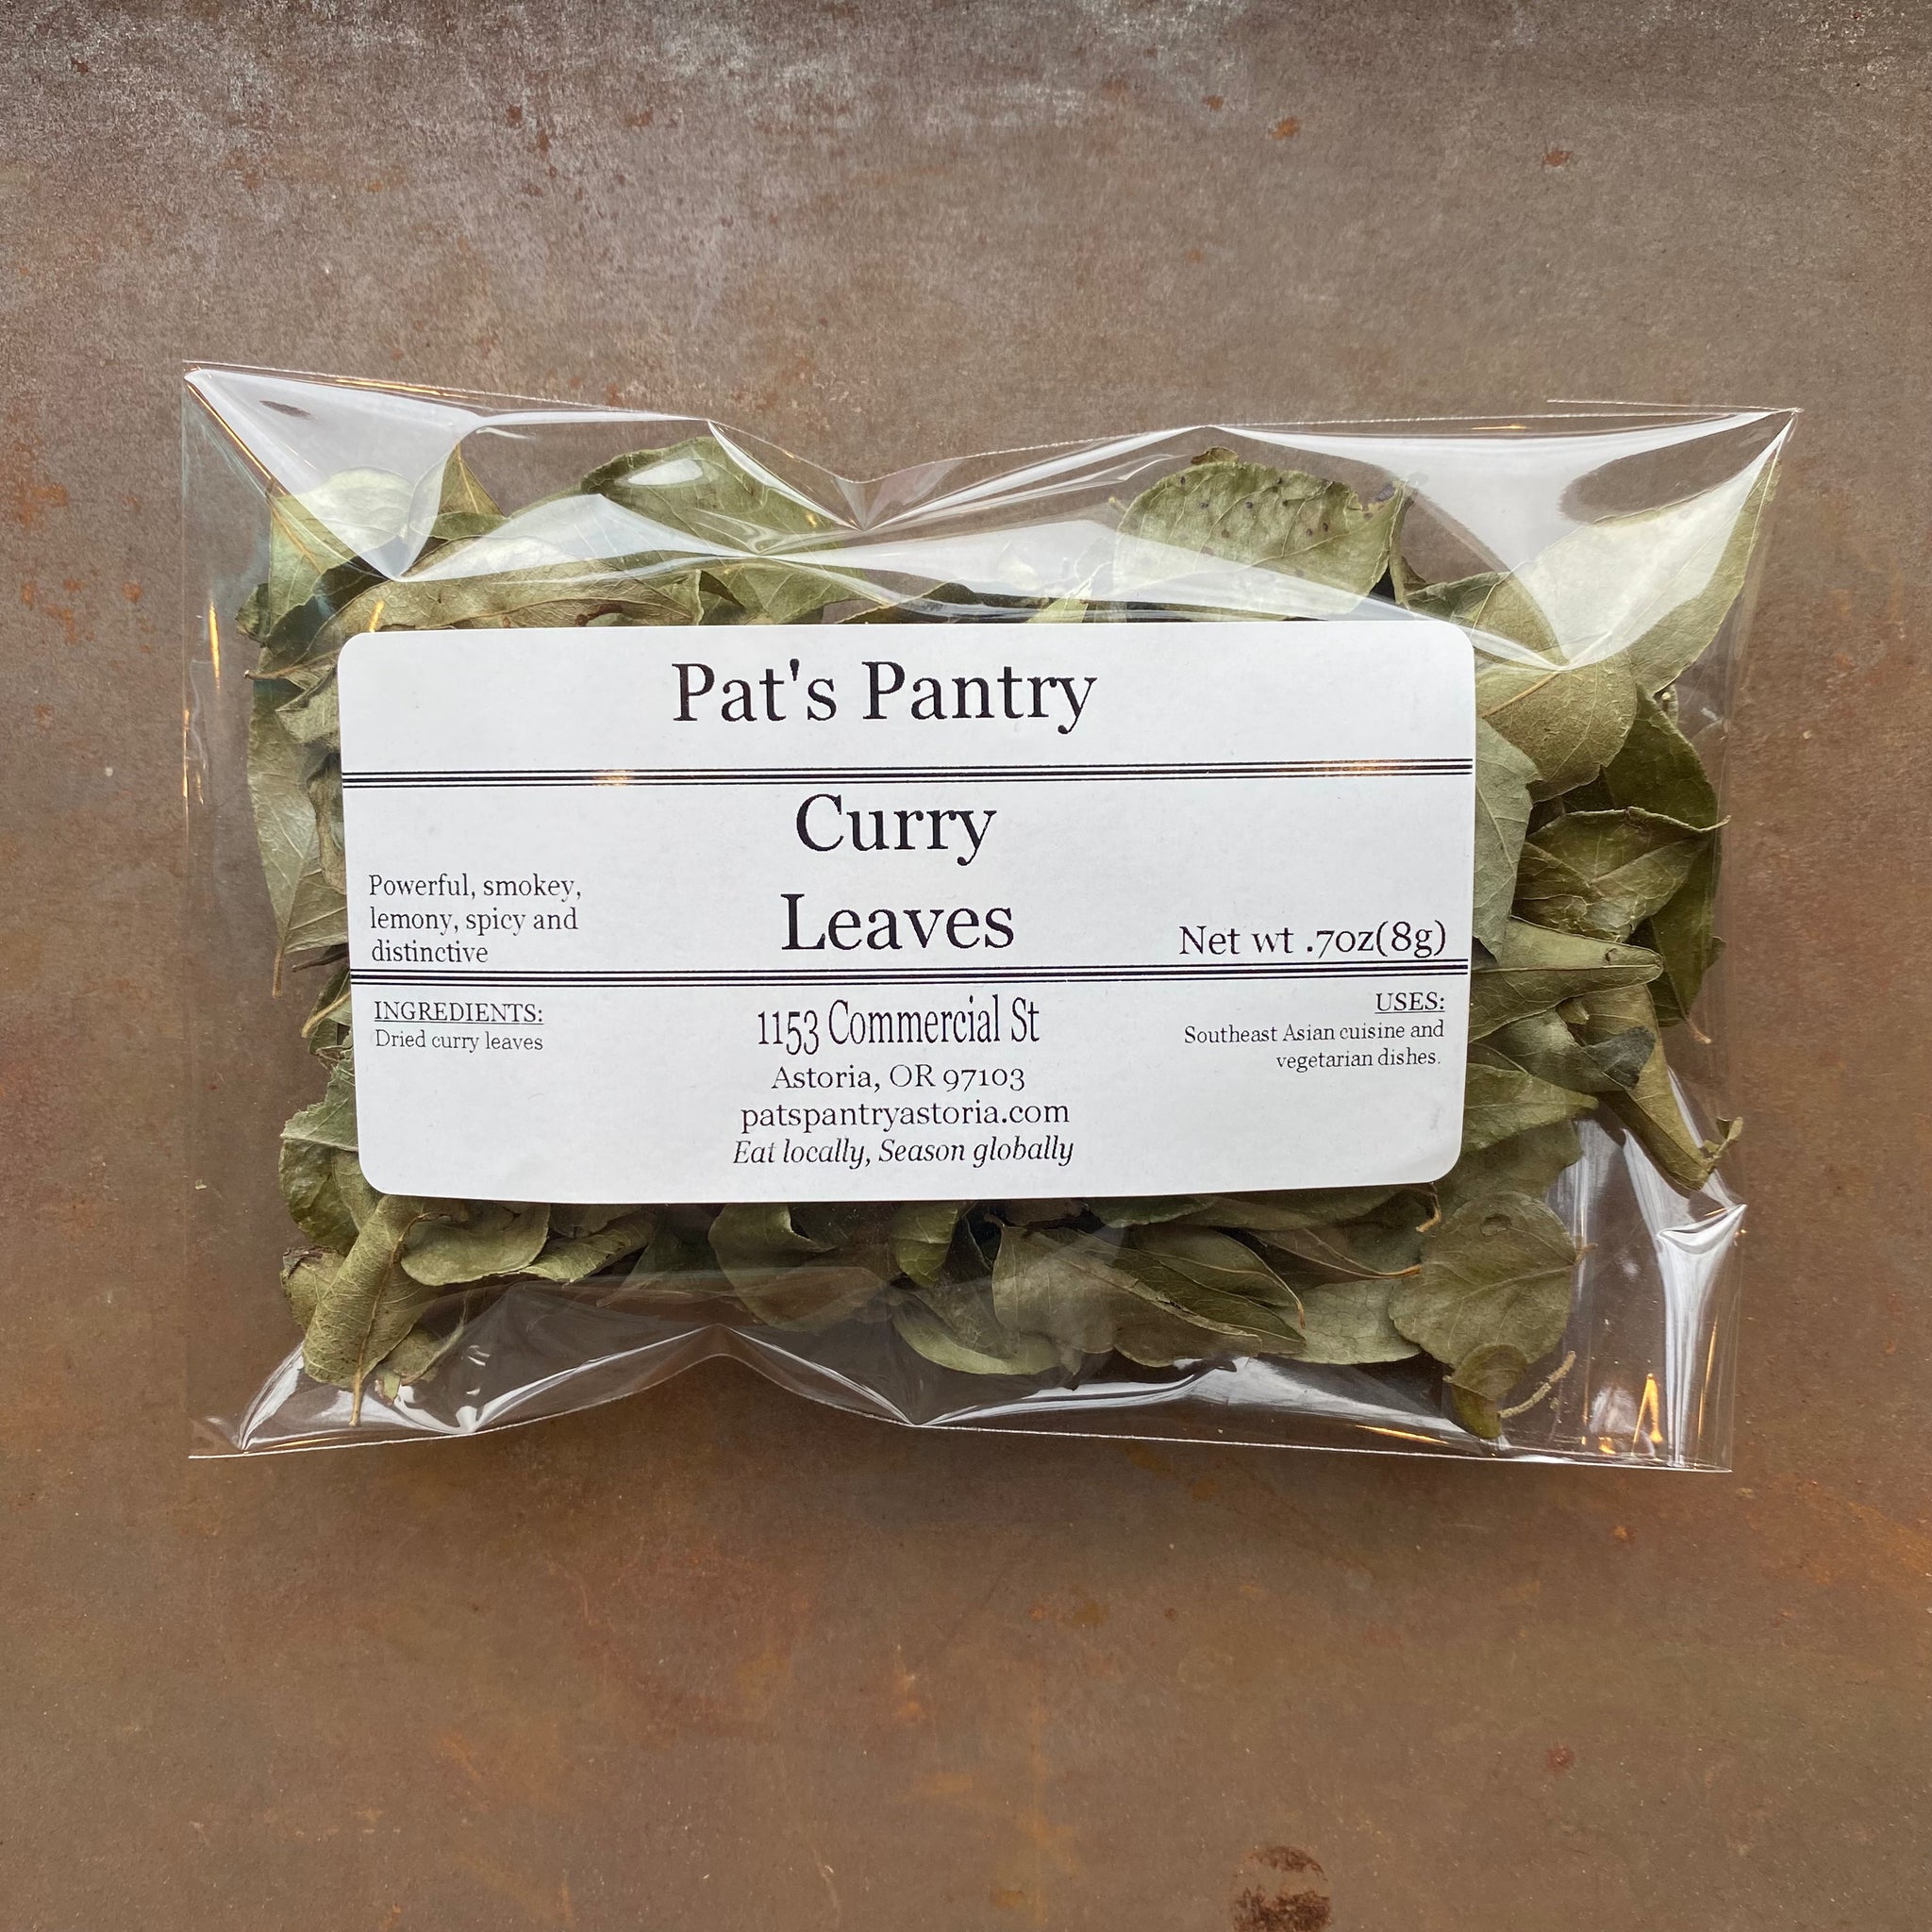 Pat's Pantry
Curry
Leaves
Powerful, smokey,
lemony, spicy and
distinctive
Net wt .7oz(8g)
INGREDIENTS:
Dried curry leaves
1153 Commercial St
Astoria, OR 97103
patspantryastoria.com
Eat locally, Season globally
USES:
Southeast Asian cuisine and
vegetarian dishes.